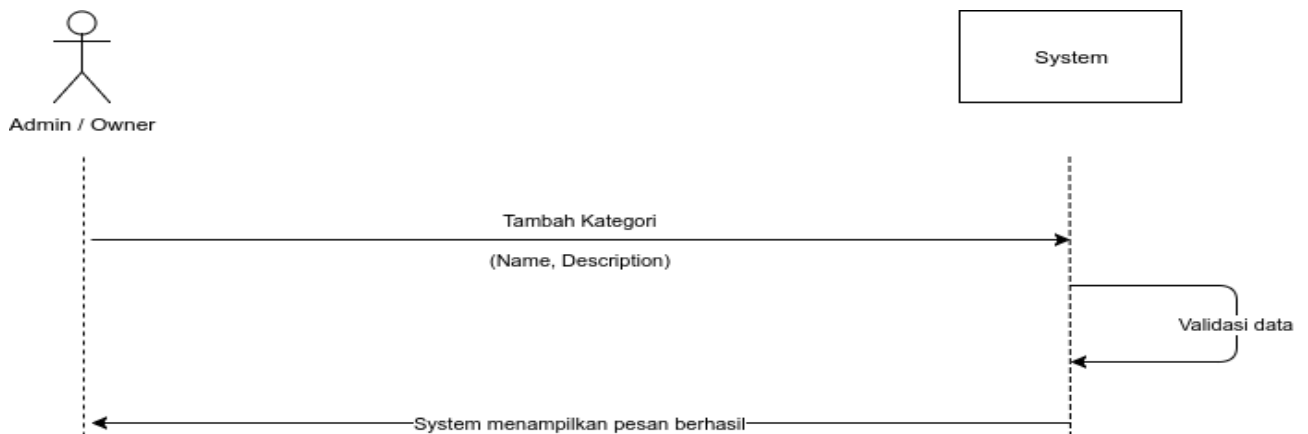 System
Admin / Owner
Tambah Kategori
(Name, Description)
Validasi data
System menampilkan pesan berhasil